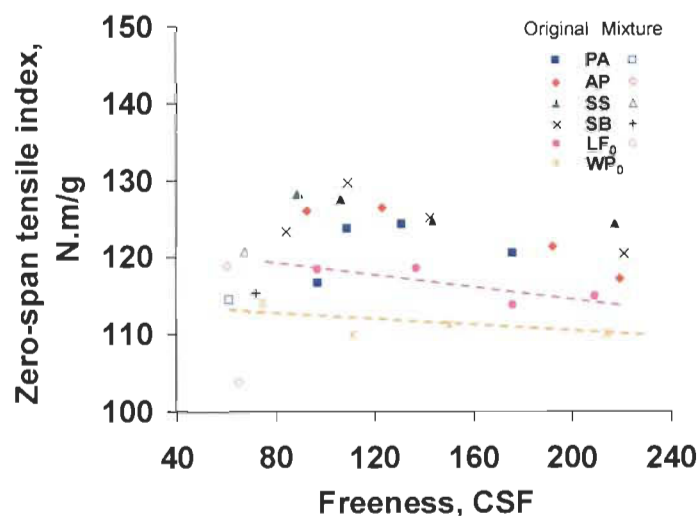 Zero-span tensile index,
N.m/g
150
140
130
120
110
100
40 80 120 160 200 240
Freeness, CSF
Original Mixture
PA
AP
SS
SB
LF0
WP0